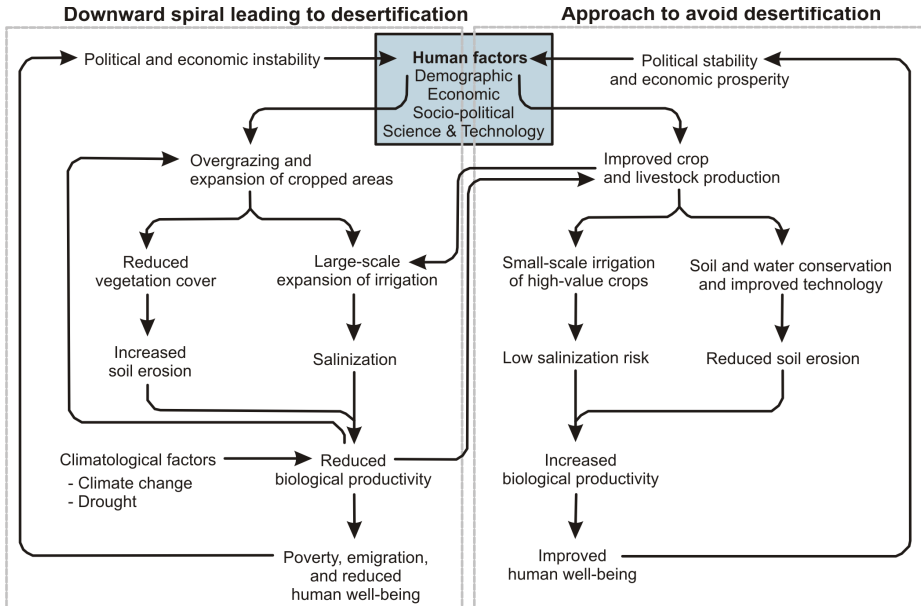 Downward spiral leading to desertification
Approach to avoid desertification
Political and economic instability
Human factors
Demographic
Economic
Socio-political
Science & Technology
Political stability
and economic prosperity
Overgrazing and
expansion of cropped areas
Improved crop
and livestock production
Reduced
vegetation cover
Large-scale
expansion of irrigation
Small-scale irrigation
of high-value crops
Soil and water conservation
and improved technology
Increased
soil erosion
Salinization
Low salinization risk
Reduced soil erosion
Climatological factors
- Climate change
- Drought
Reduced
biological productivity
Increased
biological productivity
Poverty, emigration,
and reduced
human well-being
Improved
human well-being